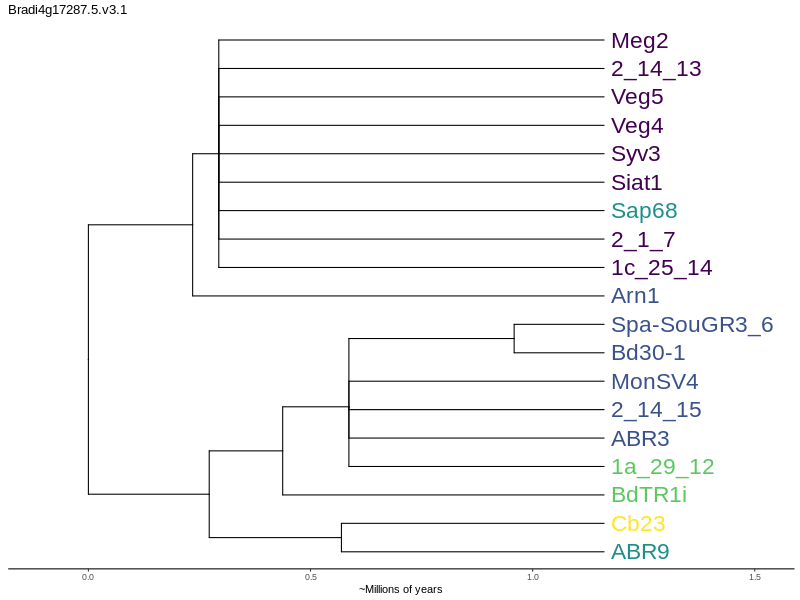 Bradi4g17287.5.v3.1
Meg2
2_14_13
Veg5
Veg4
Syv3
Siat1
Sap68
2_1_7
1c_25_14
Arn1
Spa-SouGR3_6
Bd30-1
MonSV4
2_14_15
ABR3
1a_29_12
BdTR1i
Cb23
ABR9
0.0 0.5 1.0 1.5
~Millions of years